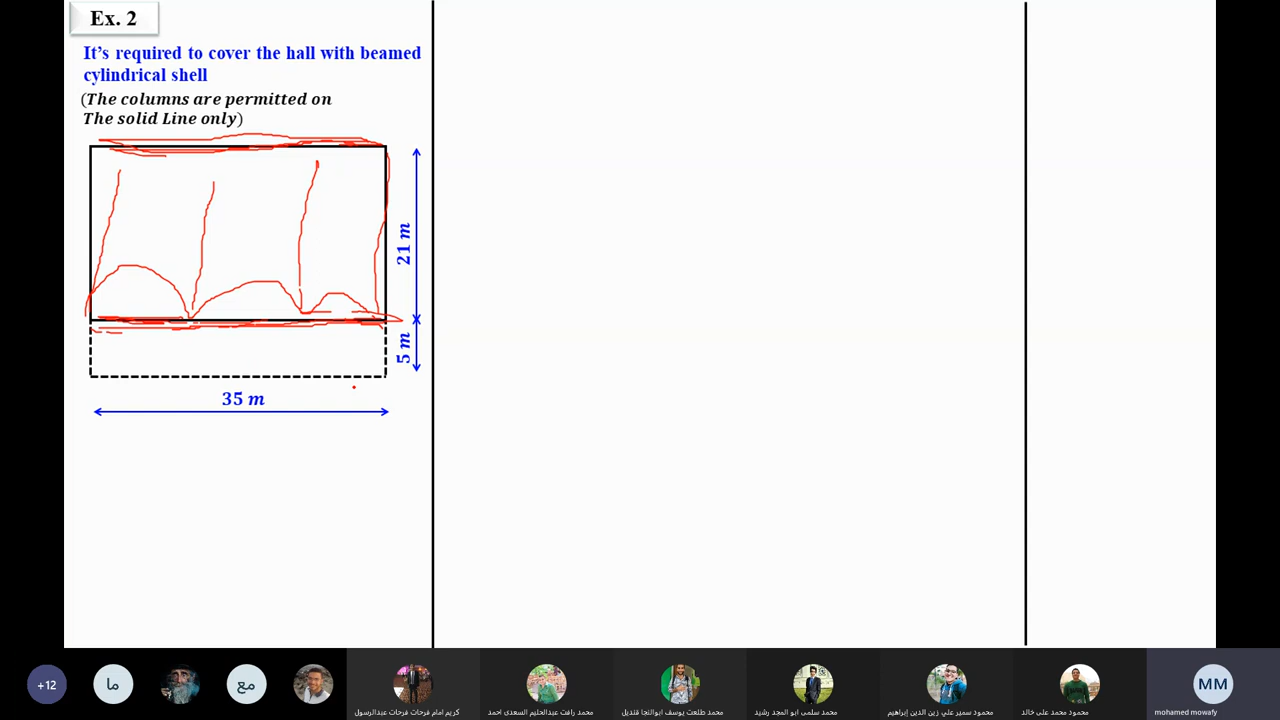 Ex. 2
It's required to cover the hall with beamed
cylindrical shell
(The columns are permitted on
The solid Line only)
21 m
5 m
35 m
+12
ما
مع
كريم امام فرحات فرحات عبدالرسول
محمد رافت عبدالحليم السعدى احمد
محمد طلعت يوسف ابوالنجا قنديل
محمد سلمى ابو المجد رشيد
محمود سمير علي زين الدين إبراهيم
محمود محمد على خالد
MM
mohamed mowafy